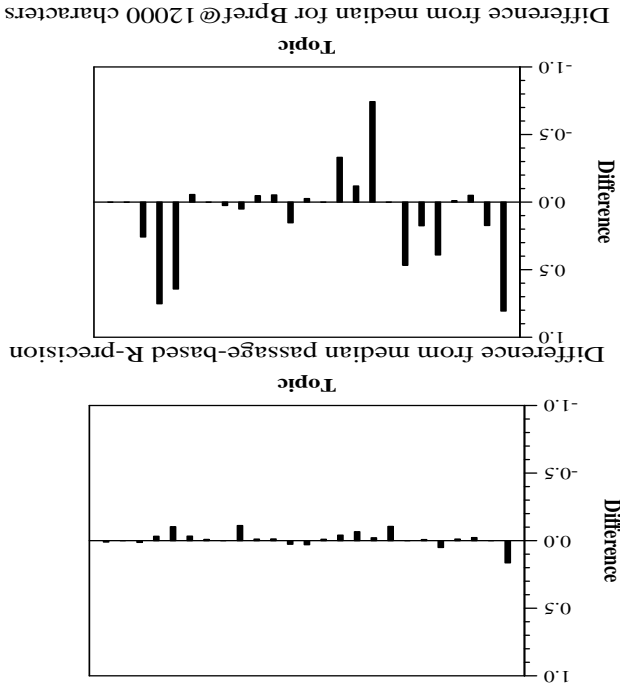 1.0
0.5
Difference
0.0
-0.5
-1.0
Topic
Difference from median passage-based R-precision
1.0
0.5
Difference
0.0
-0.5
-1.0
Topic
Difference from median for Bpref@12000 characters